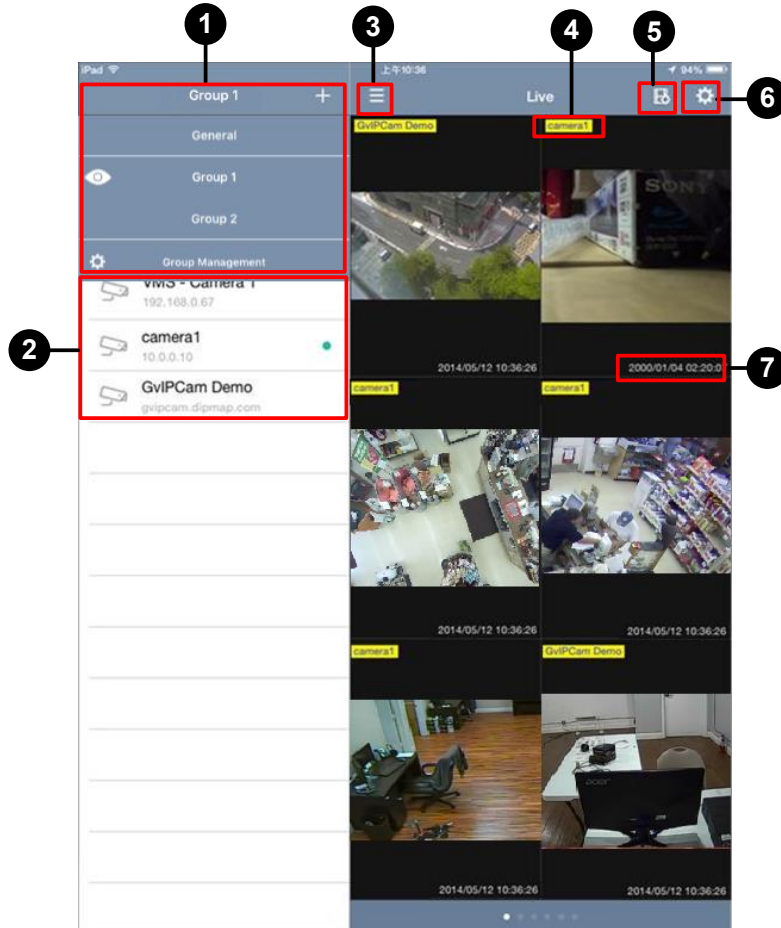 1
3
4
5
iPad
上午10:36
94%
Group 1 +
Live
6
General
GvIPCam Demo
camera1
Group 1
SONY
Group 2
Group Management
VMS - Camera 1
192.168.0.67
2
camera1
10.0.0.10
2014/05/12 10:36:26
2000/01/04 02:20:0
7
GvIPCam Demo
gvipcam.dipmap.com
camera1
camera1
2014/05/12 10:36:26
2014/05/12 10:36:26
camera1
GvIPCam Demo
acer
2014/05/12 10:36:26
2014/05/12 10:36:26